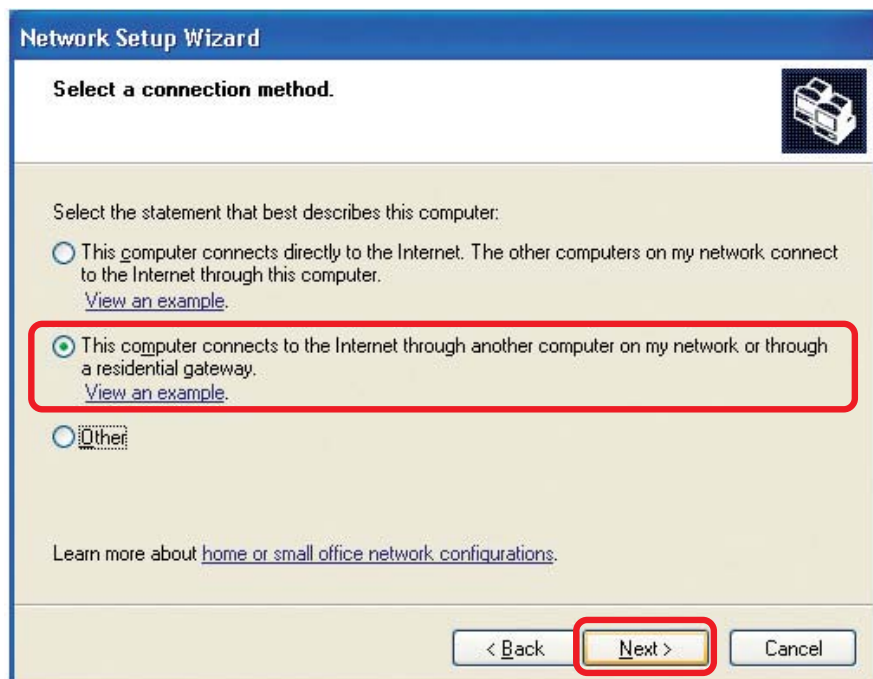 Network Setup Wizard
Select a connection method.
Select the statement that best describes this computer:
This computer connects directly to the Internet. The other computers on my network connect
to the Internet through this computer.
View an example.
This computer connects to the Internet through another computer on my network or through
a residential gateway.
View an example.
Other
Learn more about home or small office network configurations.
< Back Next > Cancel